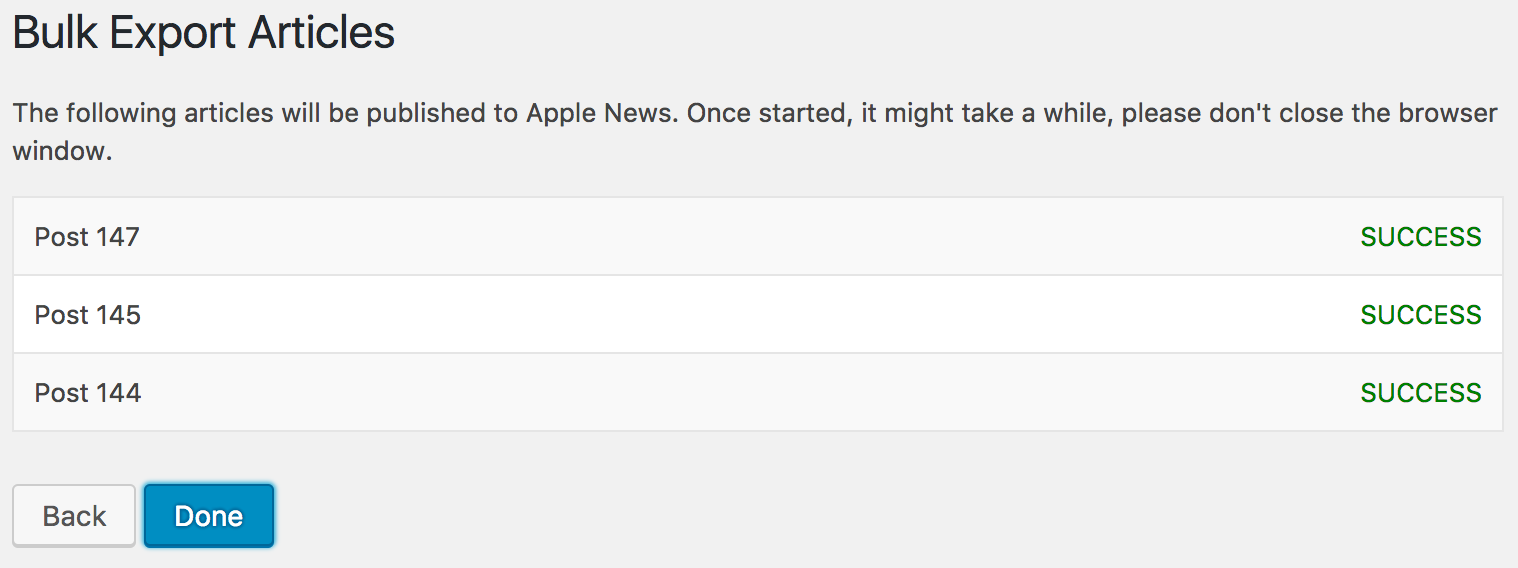 Bulk Export Articles
The following articles will be published to Apple News. Once started, it might take a while, please don't close the browser
window.
Post 147 SUCCESS
Post 145 SUCCESS
Post 144 SUCCESS
Back Done